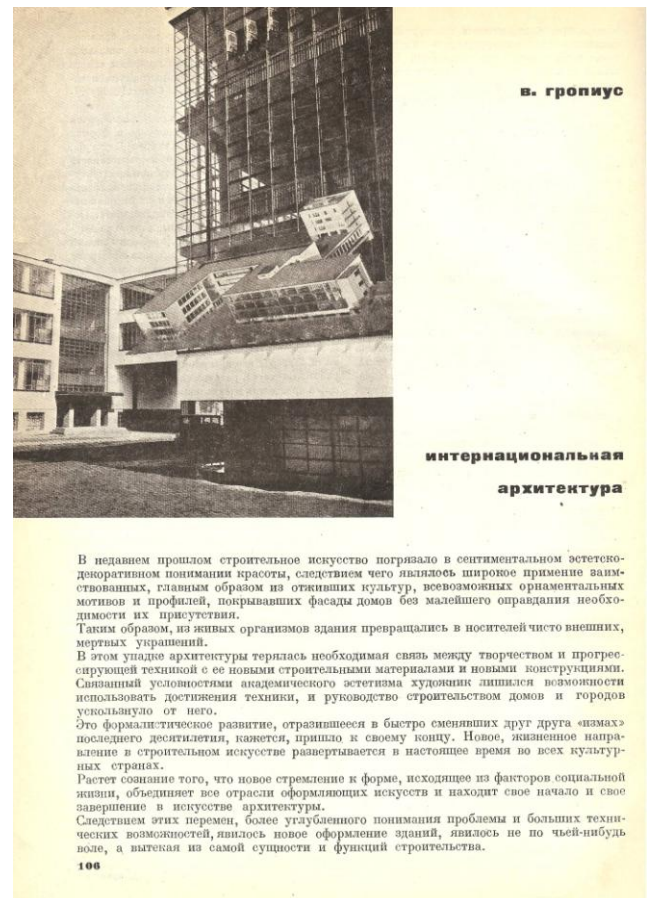 в. гропиус
интернациональная
архитектура
В недавнем прошлом строительное искусство погрязало в сентиментальном эстетско-
декоративном понимании красоты, следствием чего являлось широкое примение заим-
ствованных, главным образом из отживших культур, всевозможных орнаментальных
мотивов и профилей, покрывавших фасады домов без малейшего оправдания необхо-
димости их присутствия.
Таким образом, из живых организмов здания превращались в носителей чисто внешних,
мертвых украшений.
В этом упадке архитектуры терялась необходимая связь между творчеством и прогрес-
сирующей техникой с ее новыми строительными материалами и новыми конструкциями.
Связанный условностями академического эстетизма художник лишился возможности
использовать достижения техники, и руководство строительством домов и городов
ускользнуло от него.
Это формалистическое развитие, отразившееся в быстро сменявших друг друга «измах»
последнего десятилетия, кажется, пришло к своему концу. Новое, жизненное напра-
вление в строительном искусстве развертывается в настоящее время во всех культур-
ных странах.
Растет сознание того, что новое стремление к форме, исходящее из факторов социальной
жизни, объединяет все отрасли оформляющих искусств и находит свое начало и свое
завершение в искусстве архитектуры.
Следствием этих перемен, более углубленного понимания проблемы и больших техни-
ческих возможностей, явилось новое оформление зданий, явилось не по чьей-нибудь
воле, а вытекая из самой сущности и функций строительства.
106